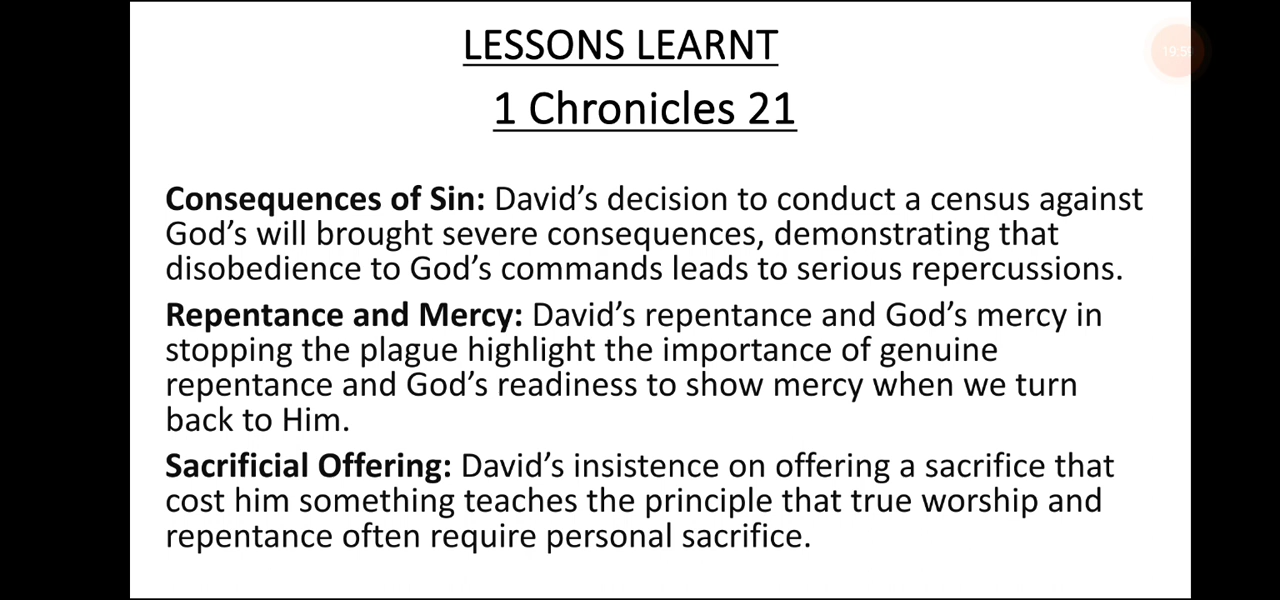 LESSONS LEARNT
19:59
1 Chronicles 21
Consequences of Sin: David’s decision to conduct a census against
God’s will brought severe consequences, demonstrating that
disobedience to God’s commands leads to serious repercussions.
Repentance and Mercy: David’s repentance and God’s mercy in
stopping the plague highlight the importance of genuine
repentance and God’s readiness to show mercy when we turn
back to Him.
Sacrificial Offering: David’s insistence on offering a sacrifice that
cost him something teaches the principle that true worship and
repentance often require personal sacrifice.